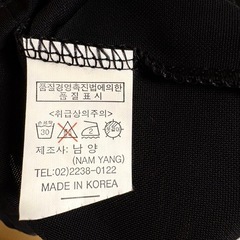 품질경영촉진법에의한
품 질 표 시
<취급상의주의>
30
제조사: 남 양
(NAM YANG)
TEL:02)2238-0122
MADE IN KOREA